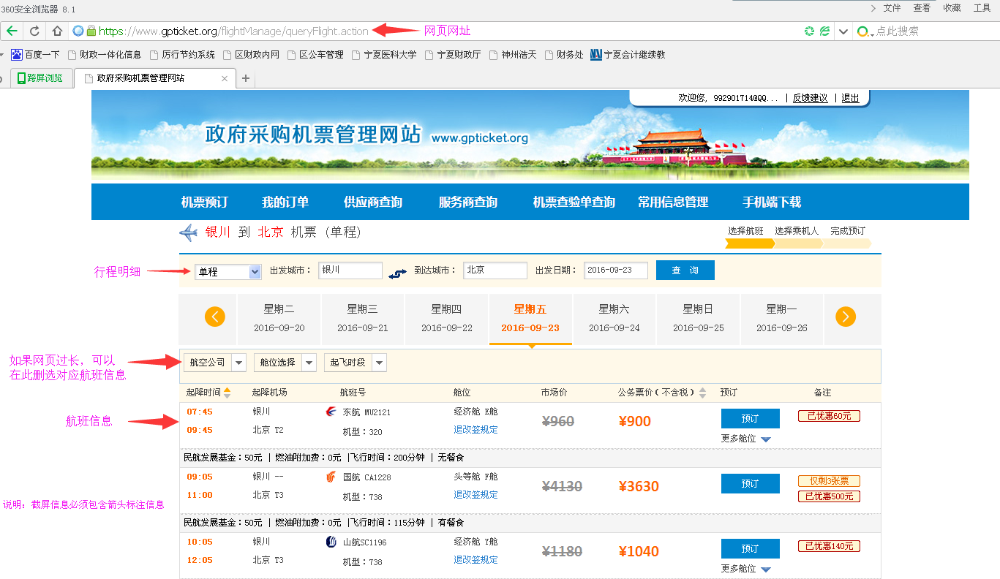 360安全浏览器 8.1
文件 查看 收藏 工具
https://www.gpticket.org/flightManage/queryFlight.action 网页网址 点此搜索
百度一下 财政一体化信息 厉行节约系统 区财政内网 区公车管理 宁夏医科大学 宁夏财政厅 神州浩天 财务处 宁夏会计继续教
跨屏浏览 政府采购机票管理网站
欢迎您, 992901714@QQ... | 反馈建议 | 退出
政府采购机票管理网站 www.gpticket.org
机票预订 我的订单 供应商查询 服务商查询 机票查验单查询 常用信息管理 手机端下载
银川 到 北京 机票 (单程) 选择航班 选择乘机人 完成预订
行程明细 单程 出发城市： 银川 到达城市： 北京 出发日期： 2016-09-23 查 询
星期二 星期三 星期四 星期五 星期六 星期日 星期一
2016-09-20 2016-09-21 2016-09-22 2016-09-23 2016-09-24 2016-09-25 2016-09-26
如果网页过长，可以
在此删选对应航班信息
航空公司 舱位选择 起飞时段
起降时间 起降机场 航班号 舱位 市场价 公务票价（不含税） 预订 备注
航班信息
07:45 银川 东航 MU2121 经济舱 E舱 ¥960 ¥900 预订 已优惠60元
09:45 北京 T2 机型：320 退改签规定 更多舱位
民航发展基金：50元 | 燃油附加费：0元 |飞行时间：200分钟 | 无餐食
09:05 银川 -- 国航 CA1228 头等舱 F舱 ¥4130 ¥3630 预订 仅剩3张票
11:00 北京 T3 机型：738 退改签规定 已优惠500元
说明：截屏信息必须包含箭头标注信息
民航发展基金：50元 | 燃油附加费：0元 |飞行时间：115分钟 | 有餐食
10:05 银川 山航SC1196 经济舱 Y舱 ¥1180 ¥1040 预订 已优惠140元
12:05 北京 T3 机型：738 退改签规定 更多舱位